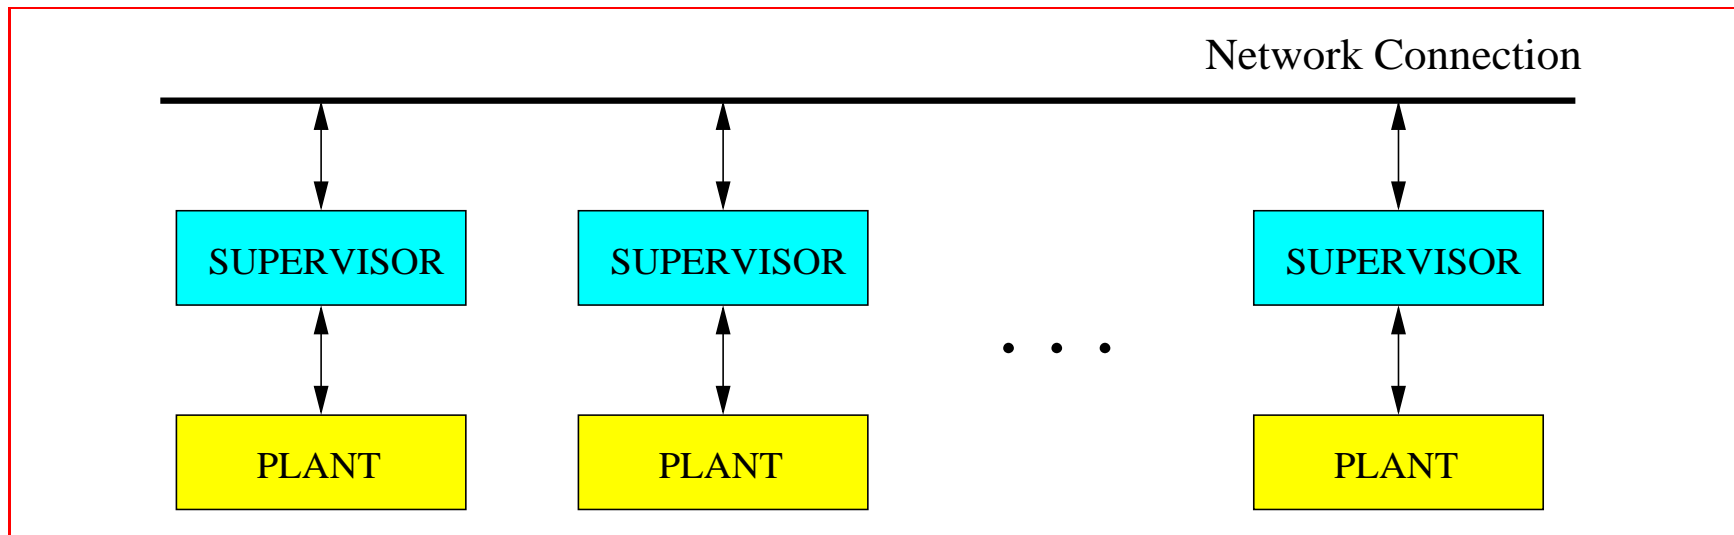 Network Connection
SUPERVISOR SUPERVISOR SUPERVISOR
. . .
PLANT PLANT PLANT